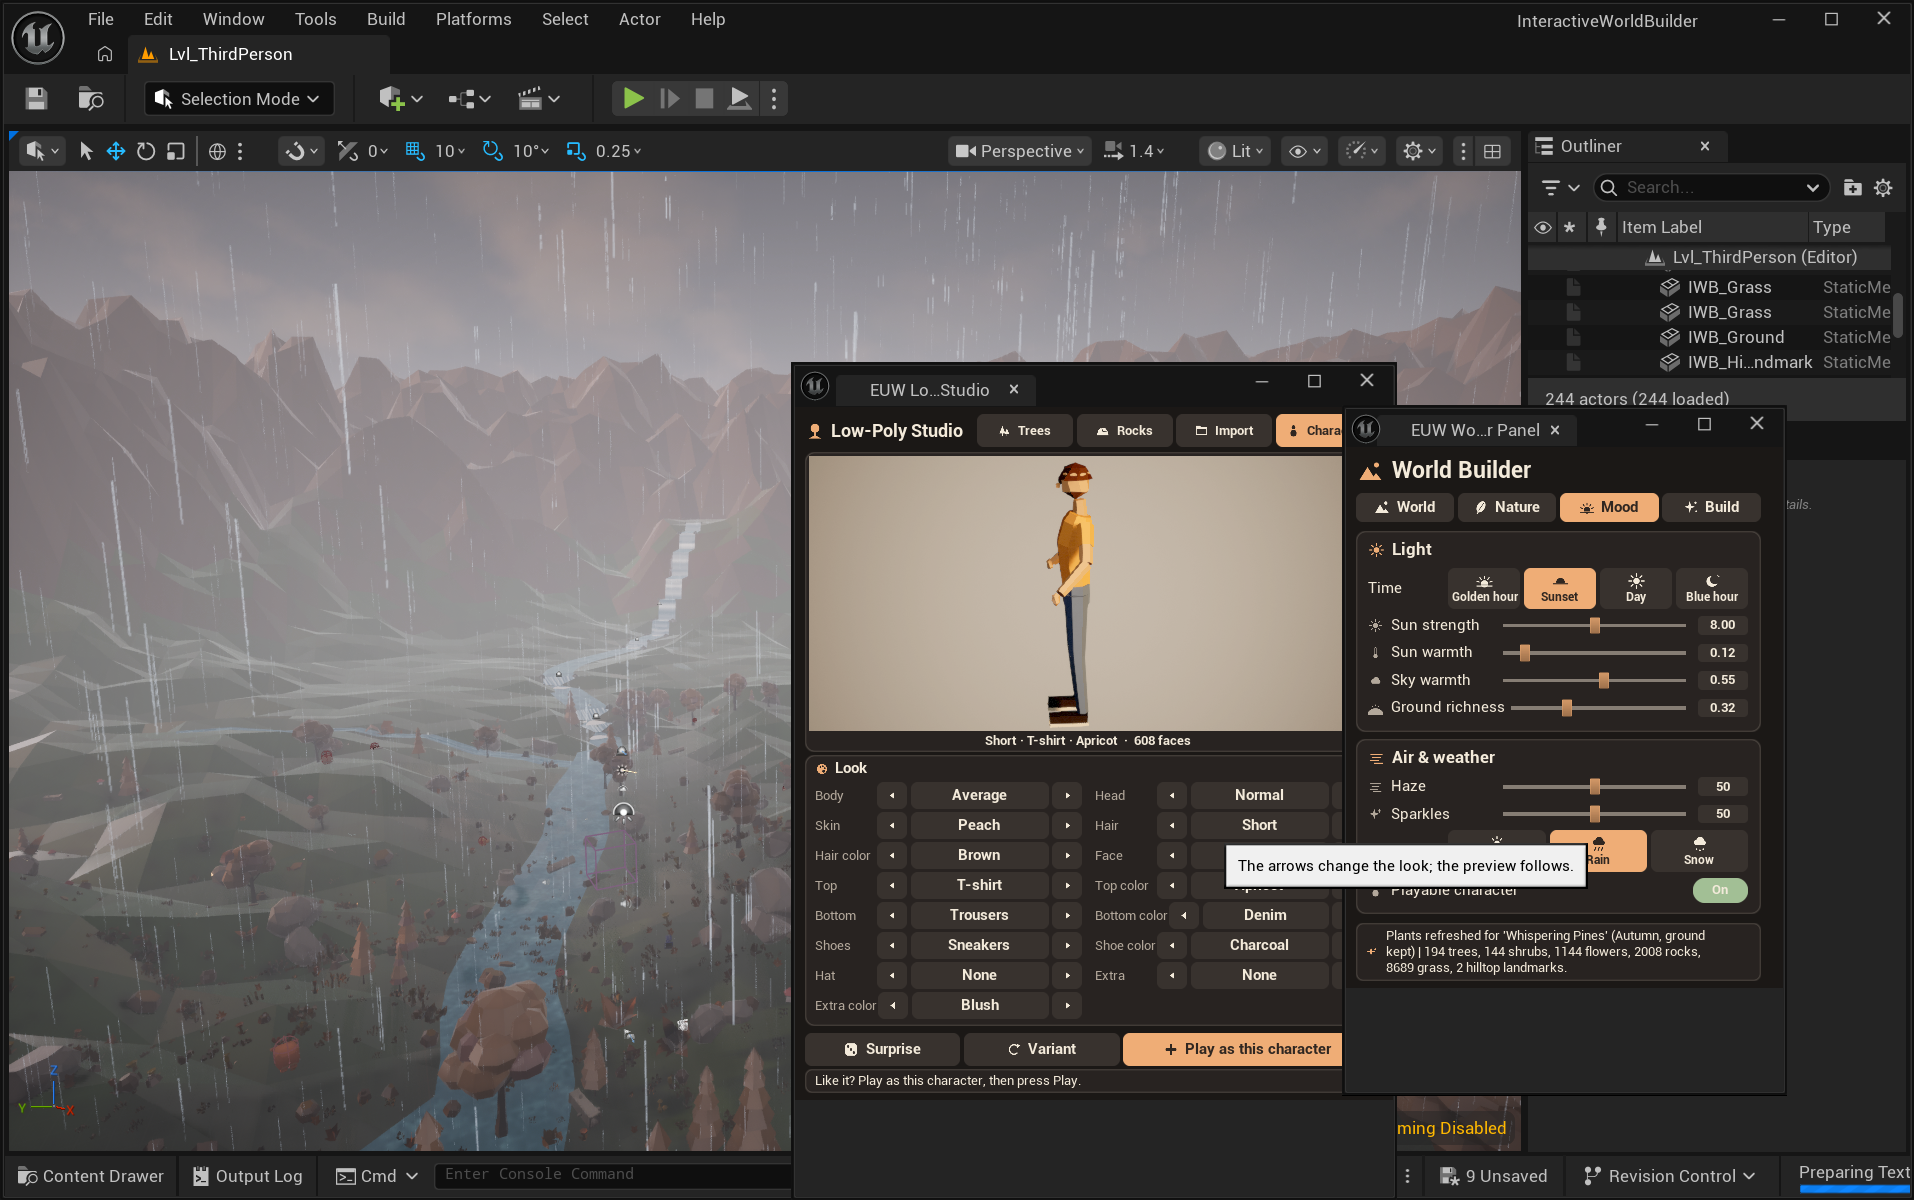 File Edit Window Tools Build Platforms Select Actor Help
InteractiveWorldBuilder
Lvl_ThirdPerson
Selection Mode
0 10 10° 0.25
Perspective 1.4 Lit
Outliner
Search...
Item Label Type
Lvl_ThirdPerson (Editor)
IWB_Grass StaticMe
IWB_Grass StaticMe
IWB_Ground StaticMe
IWB_Hi...ndmark StaticMe
244 actors (244 loaded)
tails.
EUW Lo...Studio
Low-Poly Studio
Trees Rocks Import Chara
Short · T-shirt · Apricot · 608 faces
Look
Body Average Head Normal
Skin Peach Hair Short
Hair color Brown Face
Top T-shirt Top color
Bottom Trousers Bottom color Denim
Shoes Sneakers Shoe color Charcoal
Hat None Extra None
Extra color Blush
Surprise Variant Play as this character
Like it? Play as this character, then press Play.
The arrows change the look; the preview follows.
EUW Wo...r Panel
World Builder
World Nature Mood Build
Light
Time Golden hour Sunset Day Blue hour
Sun strength 8.00
Sun warmth 0.12
Sky warmth 0.55
Ground richness 0.32
Air & weather
Haze 50
Sparkles 50
Rain Snow
Playable character On
Plants refreshed for 'Whispering Pines' (Autumn, ground
kept) | 194 trees, 144 shrubs, 1144 flowers, 2008 rocks,
8689 grass, 2 hilltop landmarks.
ming Disabled
Z
Y X
Content Drawer Output Log Cmd Enter Console Command
9 Unsaved Revision Control Preparing Text